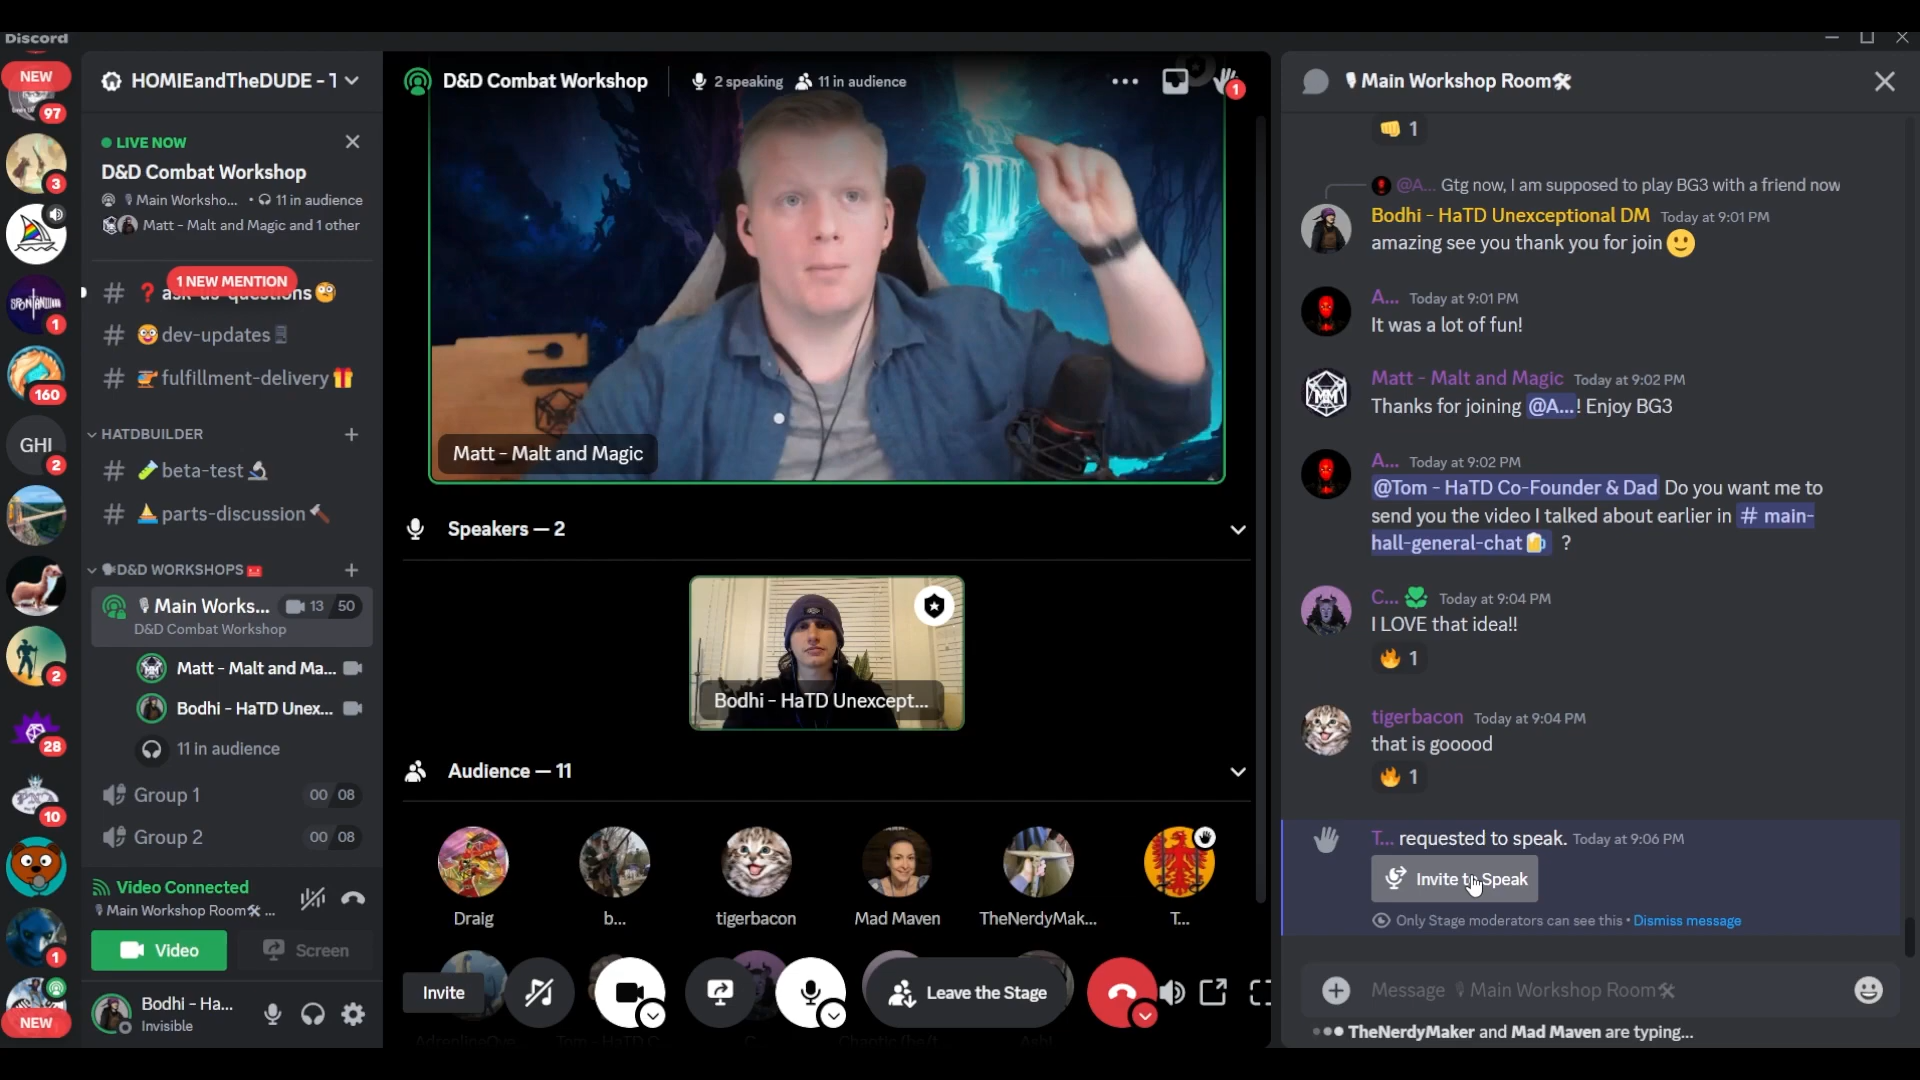 Discord
NEW
97
3
SPONTANIUM
1
160
GHI
2
2
28
10
1
NEW
HOMIEandTheDUDE - T
LIVE NOW
D&D Combat Workshop
Main Worksho... • 11 in audience
Matt - Malt and Magic and 1 other
1 NEW MENTION
# ❓ ask-us-questions🧐
# dev-updates
# 🚁fulfillment-delivery🎁
HATDBUILDER +
# 🧪beta-test🔬
# ⛵parts-discussion🔨
D&D WORKSHOPS +
Main Works... 13 50
D&D Combat Workshop
Matt - Malt and Ma...
Bodhi - HaTD Unex...
11 in audience
Group 1 00 08
Group 2 00 08
Video Connected
Main Workshop Room🛠 ...
Video Screen
Bodhi - Ha...
Invisible
D&D Combat Workshop 2 speaking 11 in audience 1
Matt - Malt and Magic
Speakers — 2
Bodhi - HaTD Unexcept...
Audience — 11
Draig b... tigerbacon Mad Maven TheNerdyMak... T...
Invite Leave the Stage
Main Workshop Room🛠
👊 1
@A... Gtg now, I am supposed to play BG3 with a friend now
Bodhi - HaTD Unexceptional DM Today at 9:01 PM
amazing see you thank you for join 🙂
A... Today at 9:01 PM
It was a lot of fun!
Matt - Malt and Magic Today at 9:02 PM
Thanks for joining @A...! Enjoy BG3
A... Today at 9:02 PM
@Tom - HaTD Co-Founder & Dad Do you want me to
send you the video I talked about earlier in # main-
hall-general-chat🍺 ?
C... Today at 9:04 PM
I LOVE that idea!!
🔥 1
tigerbacon Today at 9:04 PM
that is gooood
🔥 1
T... requested to speak. Today at 9:06 PM
Invite to Speak
Only Stage moderators can see this • Dismiss message
Message Main Workshop Room🛠
TheNerdyMaker and Mad Maven are typing...